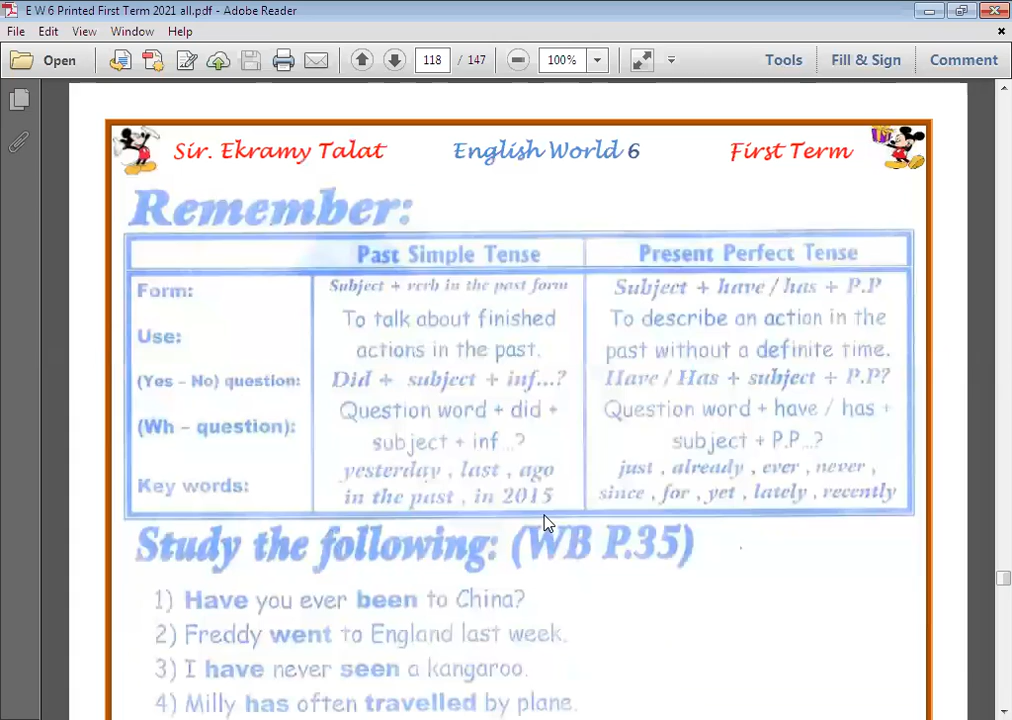 E W 6 Printed First Term 2021 all.pdf - Adobe Reader
File Edit View Window Help
Open 118 / 147 100% Tools Fill & Sign Comment
Sir. Ekramy Talat English World 6 First Term
Remember:
Past Simple Tense Present Perfect Tense
Form: Subject + verb in the past form Subject + have / has + P.P
Use: To talk about finished actions in the past. To describe an action in the past without a definite time.
(Yes – No) question: Did + subject + inf...? Have / Has + subject + P.P?
(Wh – question): Question word + did + subject + inf...? Question word + have / has + subject + P.P...?
Key words: yesterday , last , ago in the past , in 2015 just , already , ever , never , since , for , yet , lately , recently
Study the following: (WB P.35)
1) Have you ever been to China?
2) Freddy went to England last week.
3) I have never seen a kangaroo.
4) Milly has often travelled by plane.